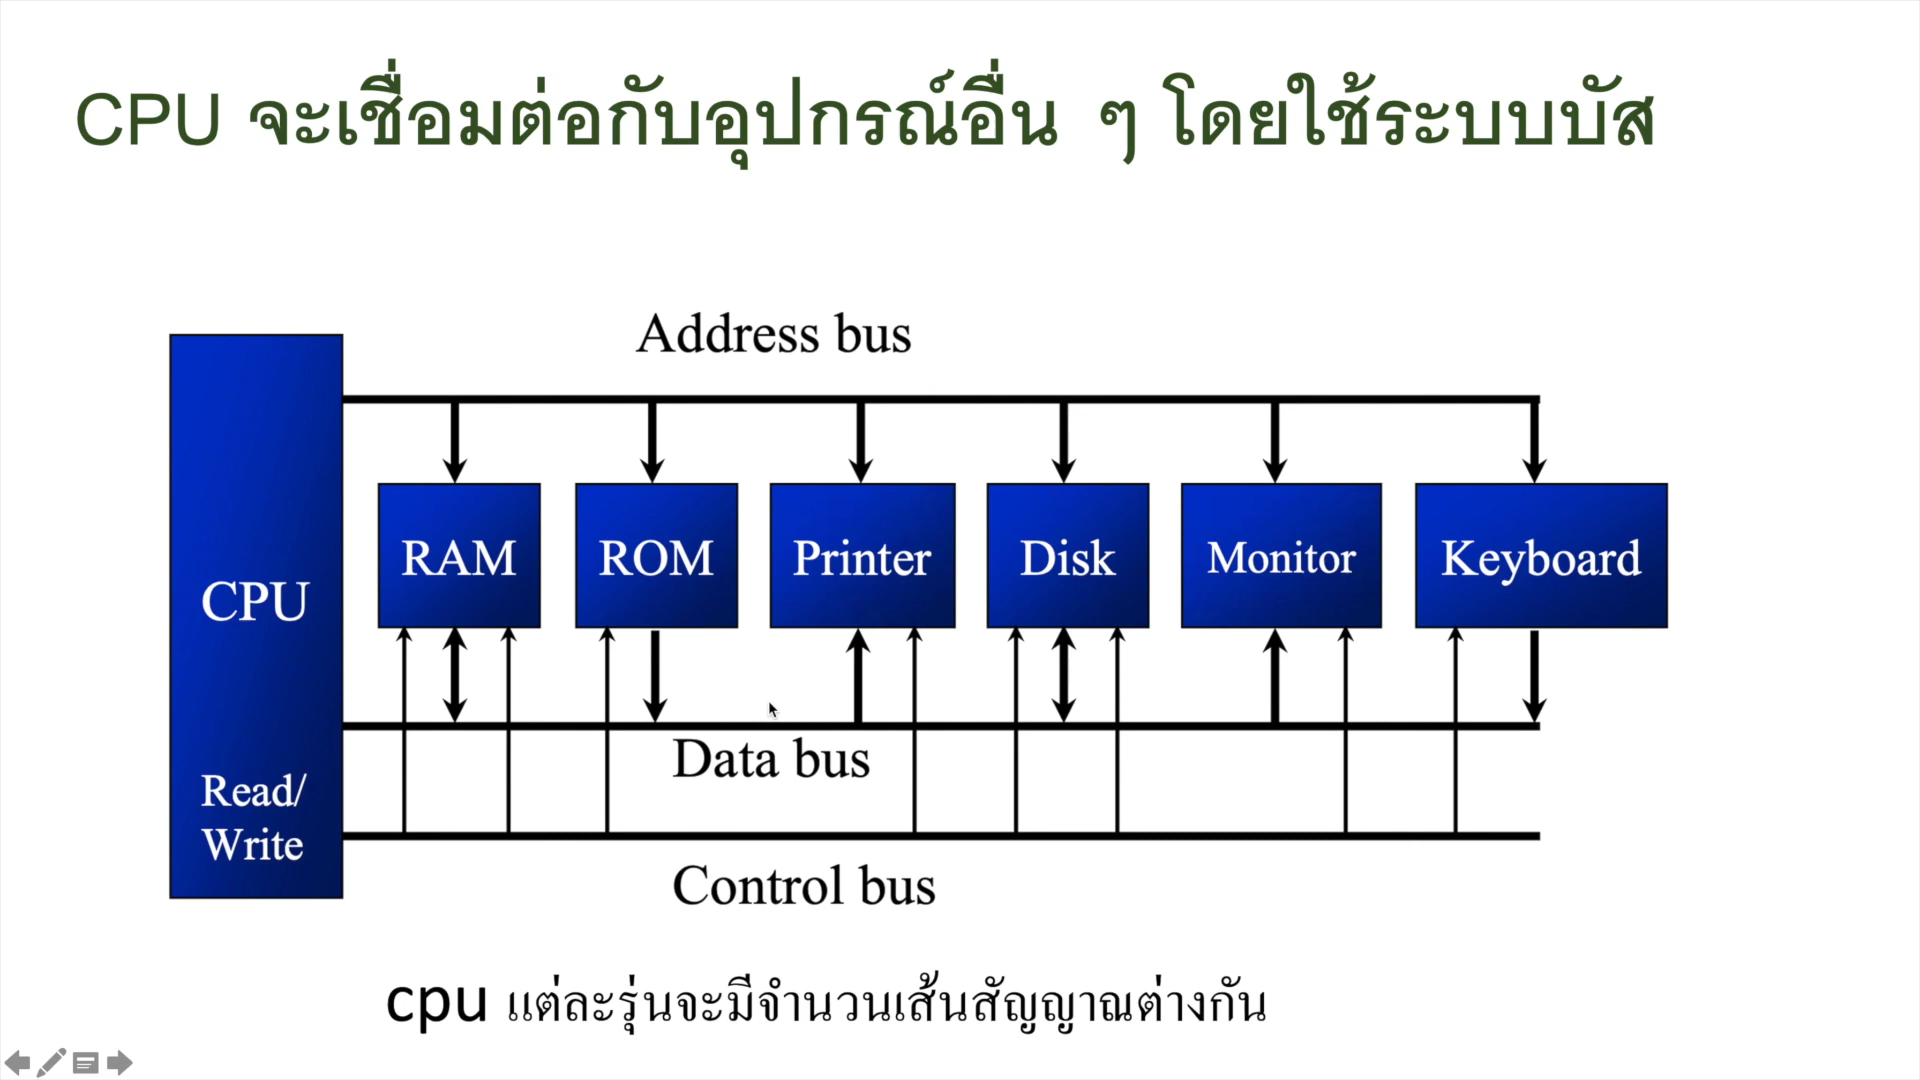 CPU จะเชื่อมต่อกับอุปกรณ์อื่น ๆ โดยใช้ระบบบัส
Address bus
CPU
RAM
ROM
Printer
Disk
Monitor
Keyboard
Data bus
Read/
Write
Control bus
cpu แต่ละรุ่นจะมีจำนวนเส้นสัญญาณต่างกัน